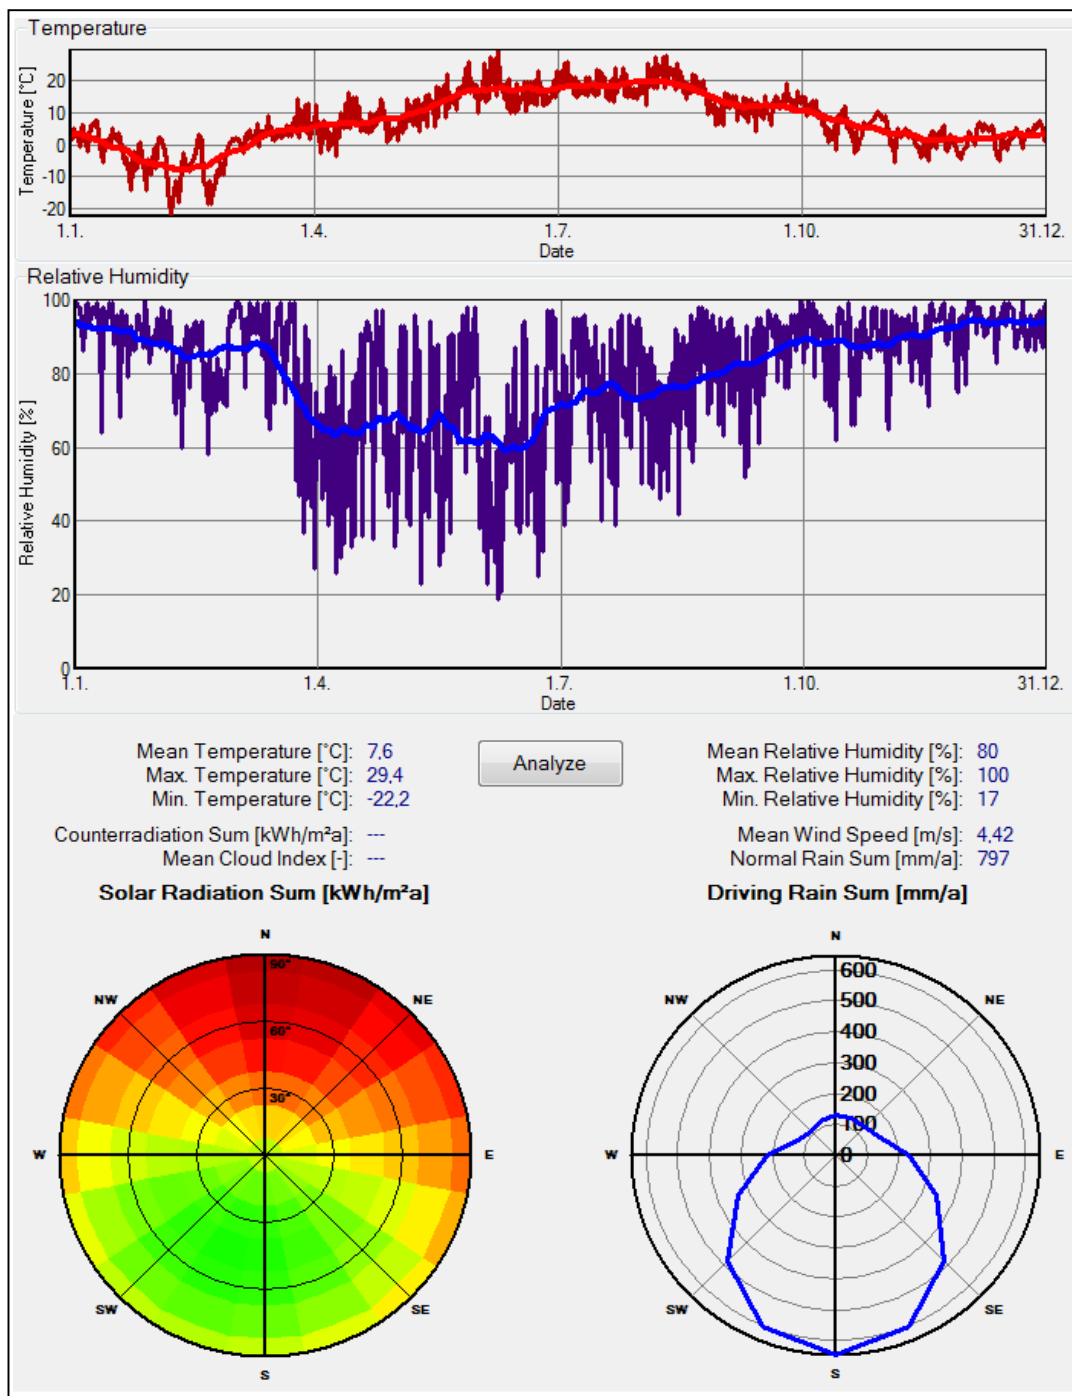 Temperature
Temperature [°C]
20
10
0
-10
-20
1.1.
1.4.
1.7.
1.10.
31.12.
Date
Relative Humidity
Relative Humidity [%]
100
80
60
40
20
0
1.1.
1.4.
1.7.
1.10.
31.12.
Date
Mean Temperature [°C]: 7,6
Max. Temperature [°C]: 29,4
Min. Temperature [°C]: -22,2
Counterradiation Sum [kWh/m²a]: ---
Mean Cloud Index [-]: ---
Analyze
Mean Relative Humidity [%]: 80
Max. Relative Humidity [%]: 100
Min. Relative Humidity [%]: 17
Mean Wind Speed [m/s]: 4,42
Normal Rain Sum [mm/a]: 797
Solar Radiation Sum [kWh/m²a]
N
NW
NE
90°
60°
30°
W
E
SW
SE
S
Driving Rain Sum [mm/a]
N
NW
NE
600
500
400
300
200
100
0
W
E
SW
SE
S